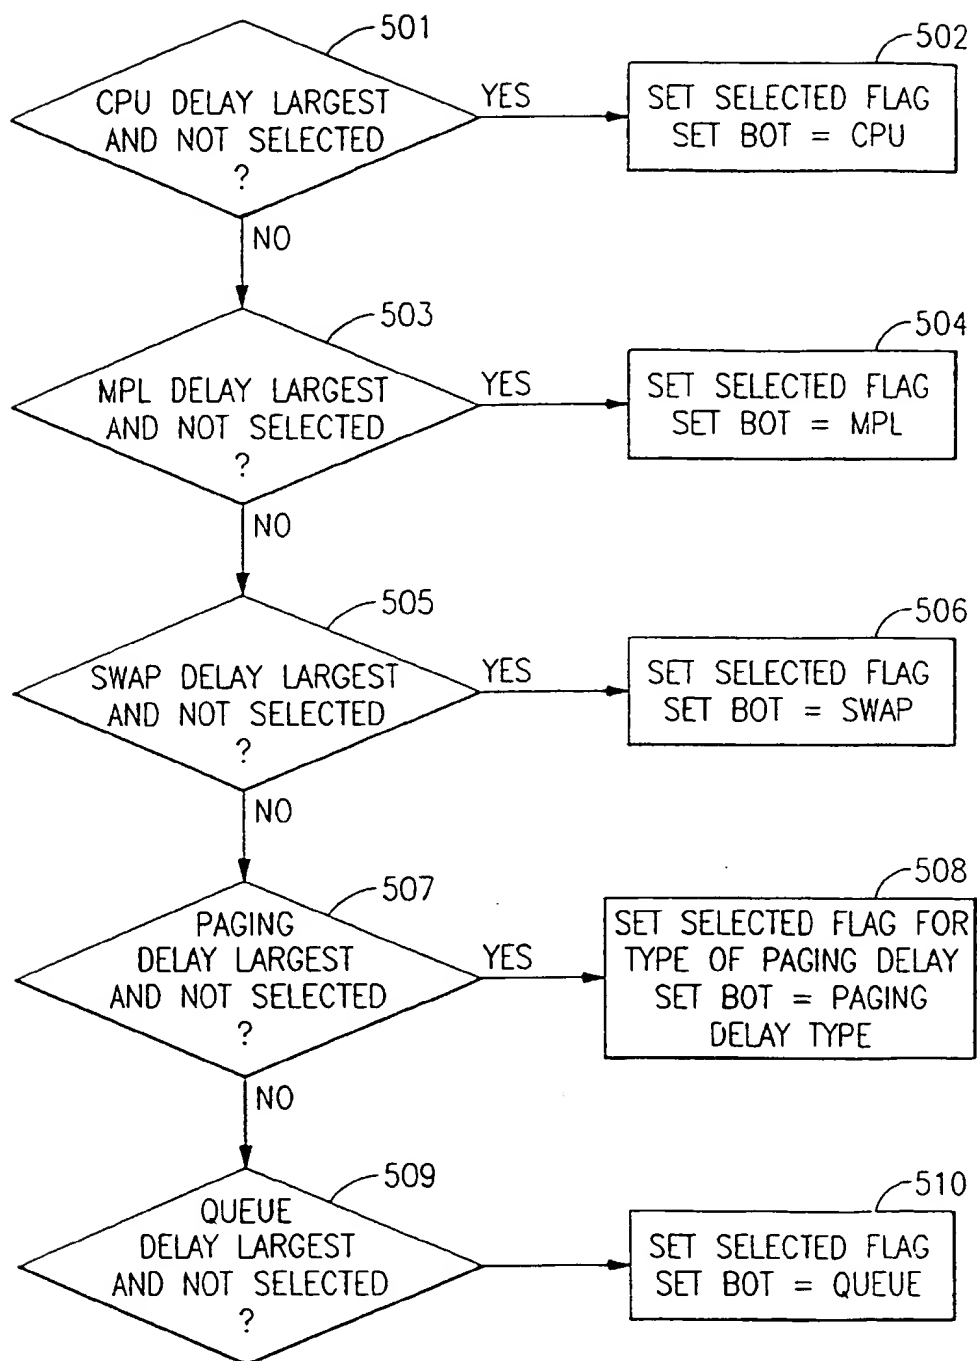 501
CPU DELAY LARGEST
AND NOT SELECTED
?
YES
502
SET SELECTED FLAG
SET BOT = CPU
NO
503
MPL DELAY LARGEST
AND NOT SELECTED
?
YES
504
SET SELECTED FLAG
SET BOT = MPL
NO
505
SWAP DELAY LARGEST
AND NOT SELECTED
?
YES
506
SET SELECTED FLAG
SET BOT = SWAP
NO
507
PAGING
DELAY LARGEST
AND NOT SELECTED
?
YES
508
SET SELECTED FLAG FOR
TYPE OF PAGING DELAY
SET BOT = PAGING
DELAY TYPE
NO
509
QUEUE
DELAY LARGEST
AND NOT SELECTED
?
510
SET SELECTED FLAG
SET BOT = QUEUE